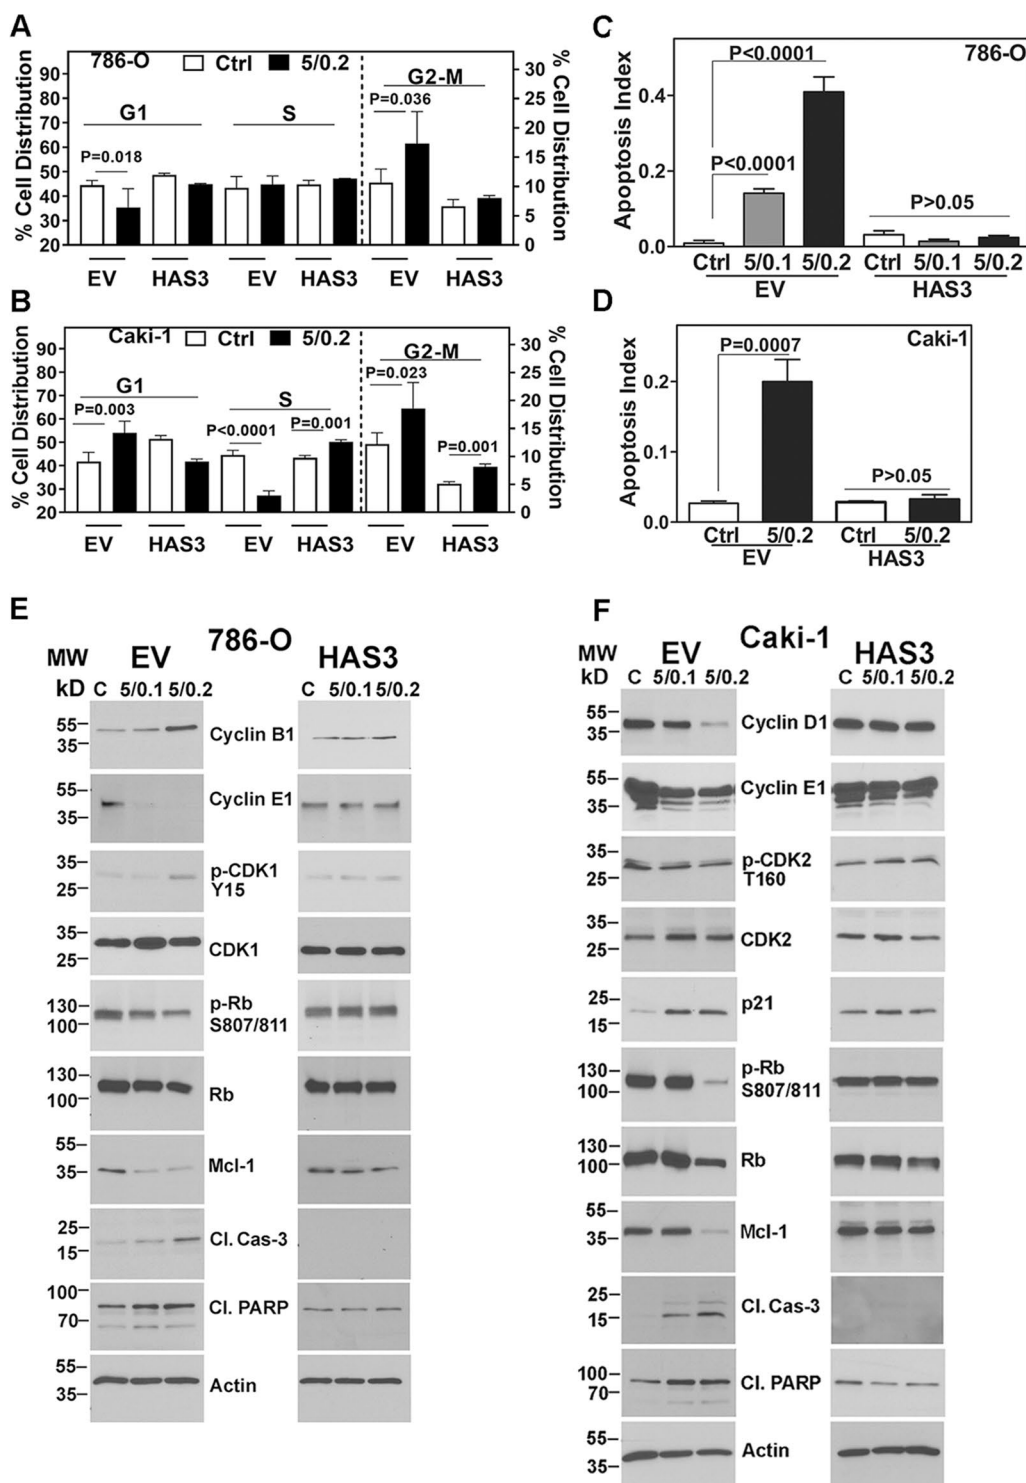 A
% Cell Distribution
90
80
70
60
50
40
30
20
786-O
Ctrl
5/0.2
G1
S
G2-M
P=0.018
P=0.036
% Cell Distribution
30
25
20
15
10
5
0
EV
HAS3
EV
HAS3
EV
HAS3
B
% Cell Distribution
90
80
70
60
50
40
30
20
Caki-1
Ctrl
5/0.2
G1
S
G2-M
P=0.003
P<0.0001
P=0.001
P=0.023
P=0.001
% Cell Distribution
30
25
20
15
10
5
0
EV
HAS3
EV
HAS3
EV
HAS3
C
786-O
Apoptosis Index
0.4
0.2
0.0
P<0.0001
P<0.0001
P>0.05
Ctrl 5/0.1 5/0.2 Ctrl 5/0.1 5/0.2
EV
HAS3
D
Caki-1
Apoptosis Index
0.2
0.1
0.0
P=0.0007
P>0.05
Ctrl 5/0.2 Ctrl 5/0.2
EV
HAS3
E
786-O
MW
kD
EV
HAS3
C 5/0.1 5/0.2
C 5/0.1 5/0.2
55
35
Cyclin B1
55
35
Cyclin E1
35
25
p-CDK1
Y15
35
25
CDK1
130
100
p-Rb
S807/811
130
100
Rb
55
35
Mcl-1
25
15
Cl. Cas-3
100
70
Cl. PARP
55
35
Actin
F
Caki-1
MW
kD
EV
HAS3
C 5/0.1 5/0.2
C 5/0.1 5/0.2
55
35
Cyclin D1
55
35
Cyclin E1
35
25
p-CDK2
T160
35
25
CDK2
25
15
p21
130
100
p-Rb
S807/811
130
100
Rb
55
35
Mcl-1
25
15
Cl. Cas-3
100
70
Cl. PARP
55
35
Actin